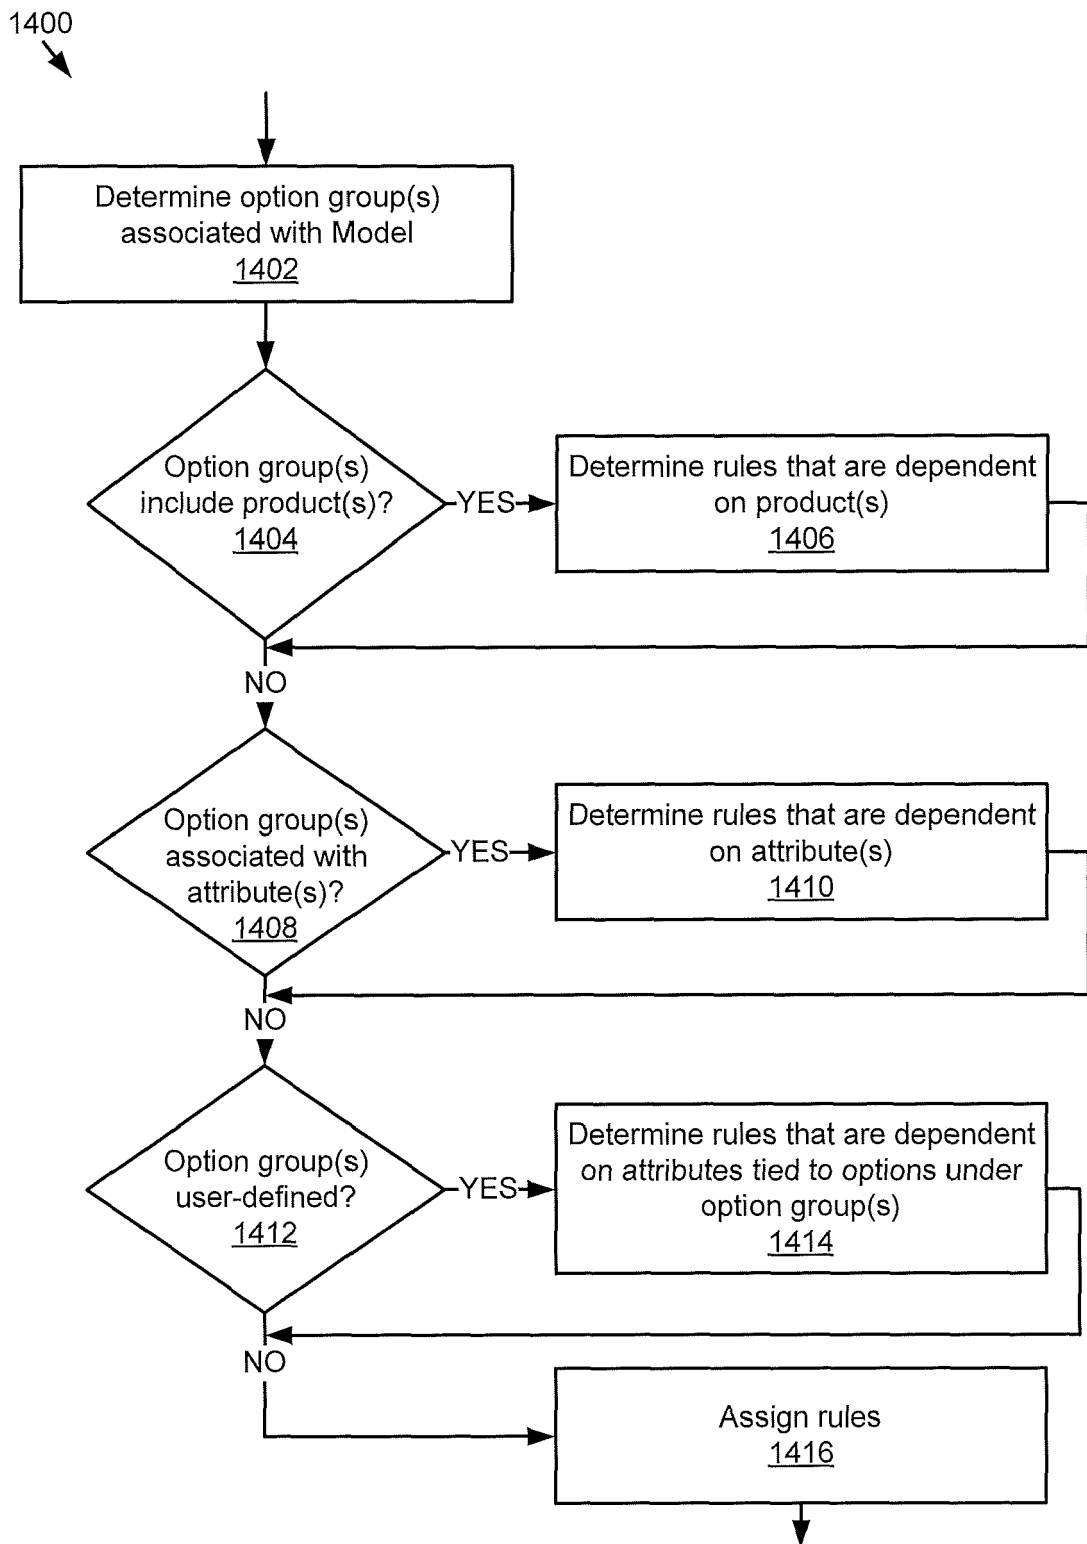 1400
Determine option group(s)
associated with Model
1402
Option group(s)
include product(s)?
1404
YES
Determine rules that are dependent
on product(s)
1406
NO
Option group(s)
associated with
attribute(s)?
1408
YES
Determine rules that are dependent
on attribute(s)
1410
NO
Option group(s)
user-defined?
1412
YES
Determine rules that are dependent
on attributes tied to options under
option group(s)
1414
NO
Assign rules
1416